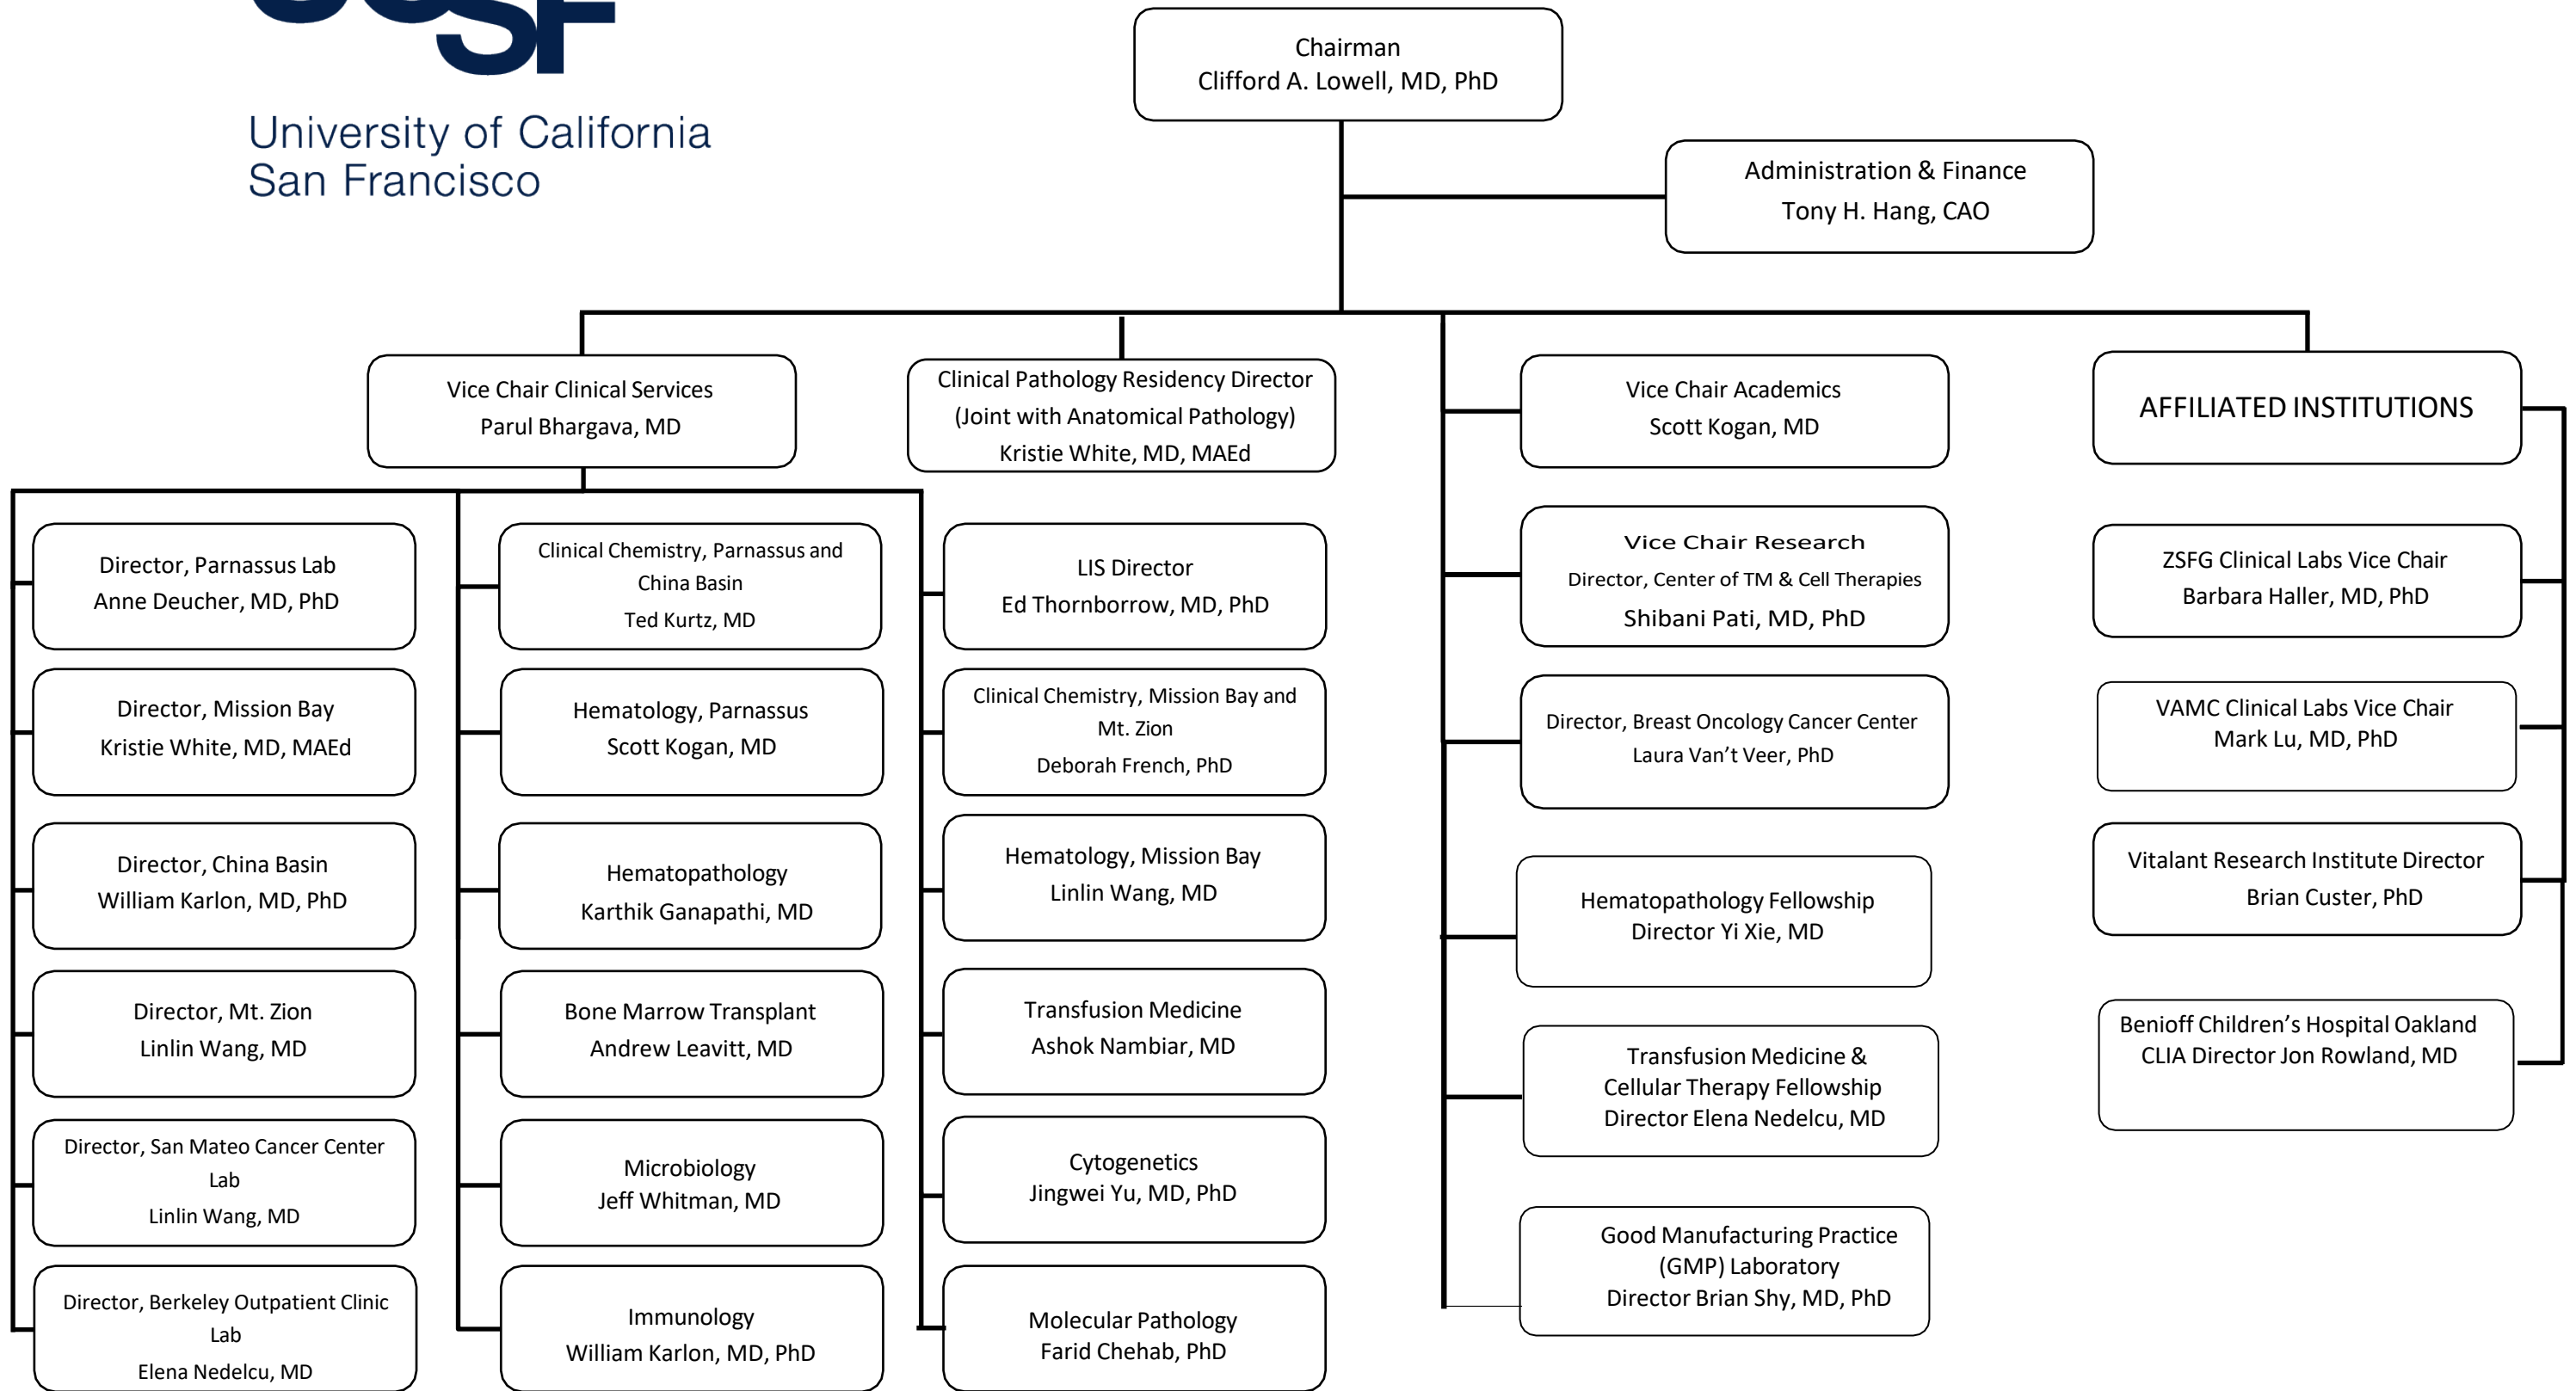 UCSF
University of California
San Francisco
Chairman
Clifford A. Lowell, MD, PhD
Administration & Finance
Tony H. Hang, CAO
Vice Chair Clinical Services
Parul Bhargava, MD
Clinical Pathology Residency Director
(Joint with Anatomical Pathology)
Kristie White, MD, MAEd
Vice Chair Academics
Scott Kogan, MD
AFFILIATED INSTITUTIONS
Director, Parnassus Lab
Anne Deucher, MD, PhD
Director, Mission Bay
Kristie White, MD, MAEd
Director, China Basin
William Karlon, MD, PhD
Director, Mt. Zion
Linlin Wang, MD
Director, San Mateo Cancer Center
Lab
Linlin Wang, MD
Director, Berkeley Outpatient Clinic
Lab
Elena Nedelcu, MD
Clinical Chemistry, Parnassus and
China Basin
Ted Kurtz, MD
Hematology, Parnassus
Scott Kogan, MD
Hematopathology
Karthik Ganapathi, MD
Bone Marrow Transplant
Andrew Leavitt, MD
Microbiology
Jeff Whitman, MD
Immunology
William Karlon, MD, PhD
LIS Director
Ed Thornborrow, MD, PhD
Clinical Chemistry, Mission Bay and
Mt. Zion
Deborah French, PhD
Hematology, Mission Bay
Linlin Wang, MD
Transfusion Medicine
Ashok Nambiar, MD
Cytogenetics
Jingwei Yu, MD, PhD
Molecular Pathology
Farid Chehab, PhD
Vice Chair Research
Director, Center of TM & Cell Therapies
Shibani Pati, MD, PhD
Director, Breast Oncology Cancer Center
Laura Van’t Veer, PhD
Hematopathology Fellowship
Director Yi Xie, MD
Transfusion Medicine &
Cellular Therapy Fellowship
Director Elena Nedelcu, MD
Good Manufacturing Practice
(GMP) Laboratory
Director Brian Shy, MD, PhD
ZSFG Clinical Labs Vice Chair
Barbara Haller, MD, PhD
VAMC Clinical Labs Vice Chair
Mark Lu, MD, PhD
Vitalant Research Institute Director
Brian Custer, PhD
Benioff Children’s Hospital Oakland
CLIA Director Jon Rowland, MD